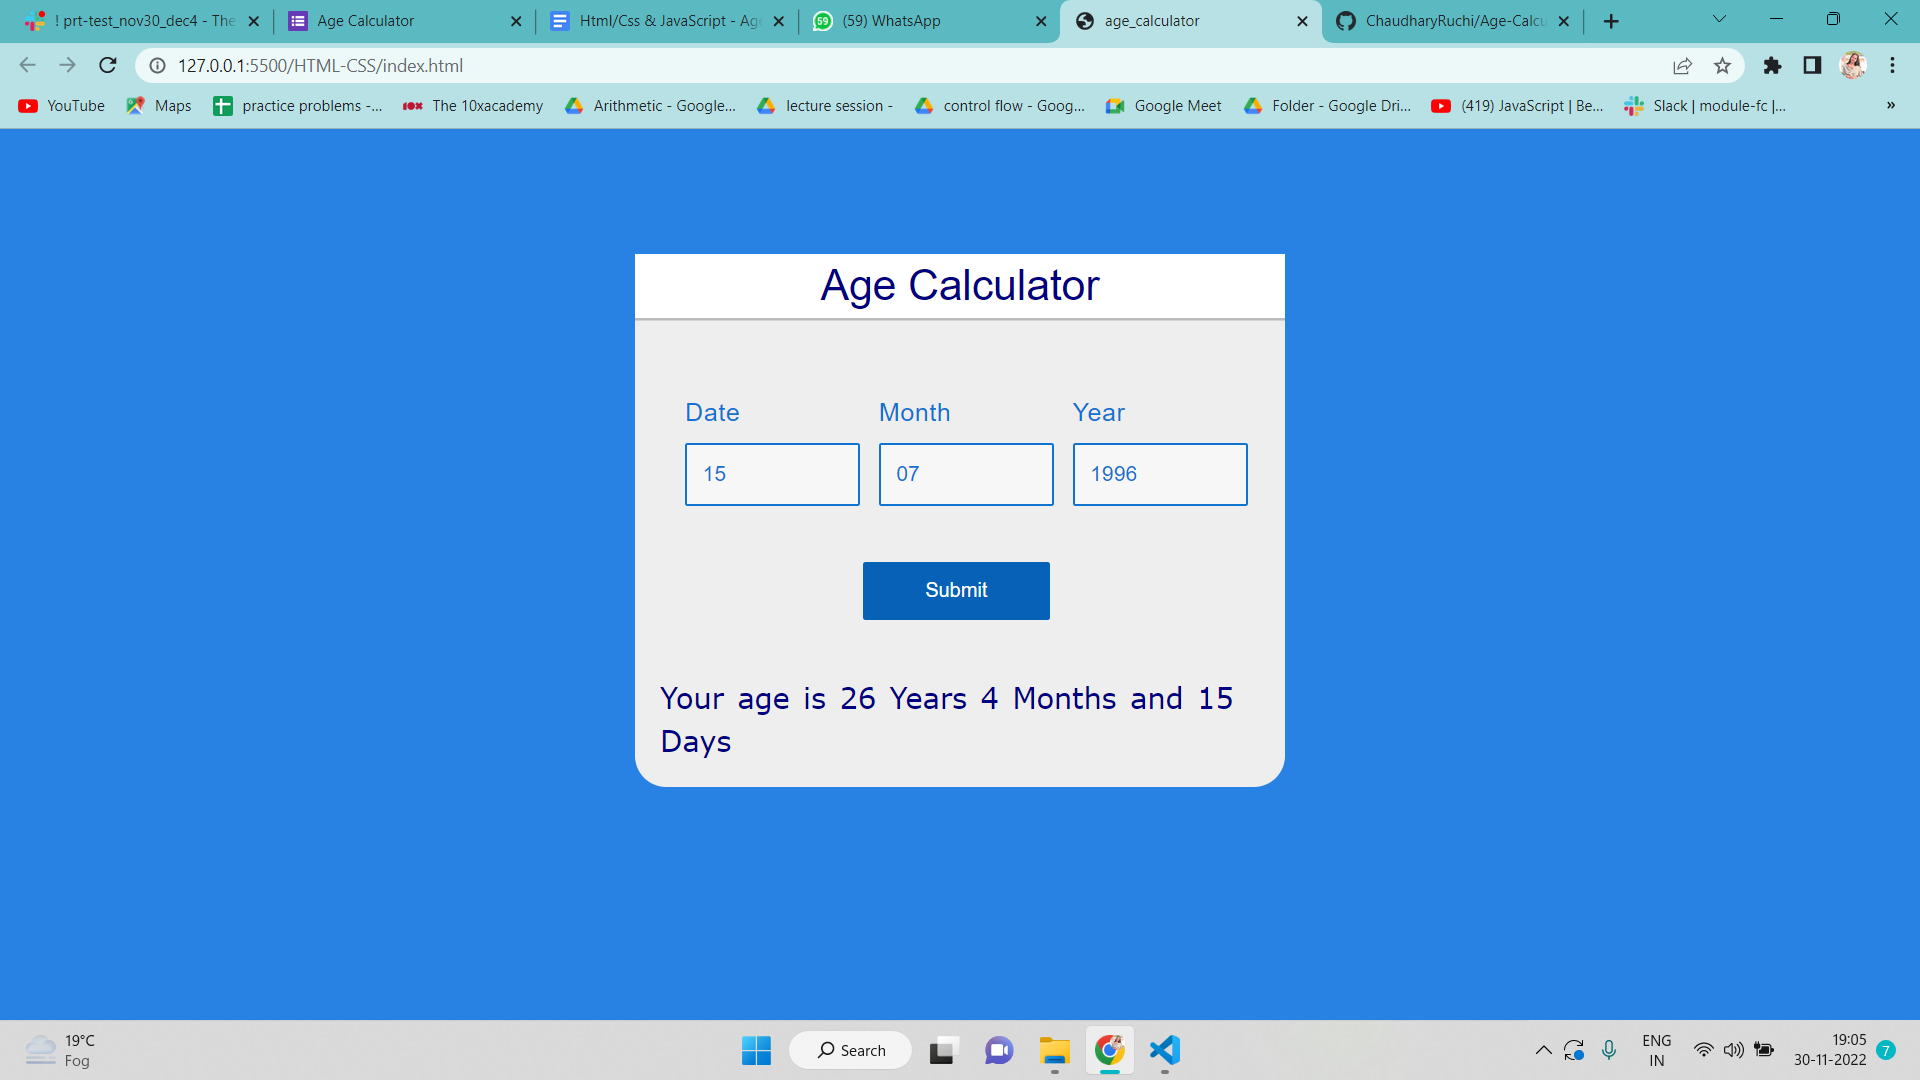 ! prt-test_nov30_dec4 - The
Age Calculator
Html/Css & JavaScript - Age
(59) WhatsApp
age_calculator
ChaudharyRuchi/Age-Calcu
127.0.0.1:5500/HTML-CSS/index.html
YouTube
Maps
practice problems -...
The 10xacademy
Arithmetic - Google...
lecture session -
control flow - Goog...
Google Meet
Folder - Google Dri...
(419) JavaScript | Be...
Slack | module-fc |...
»
Age Calculator
Date Month Year
15 07 1996
Submit
Your age is 26 Years 4 Months and 15
Days
19°C
Fog
Search
ENG
IN
19:05
30-11-2022
7